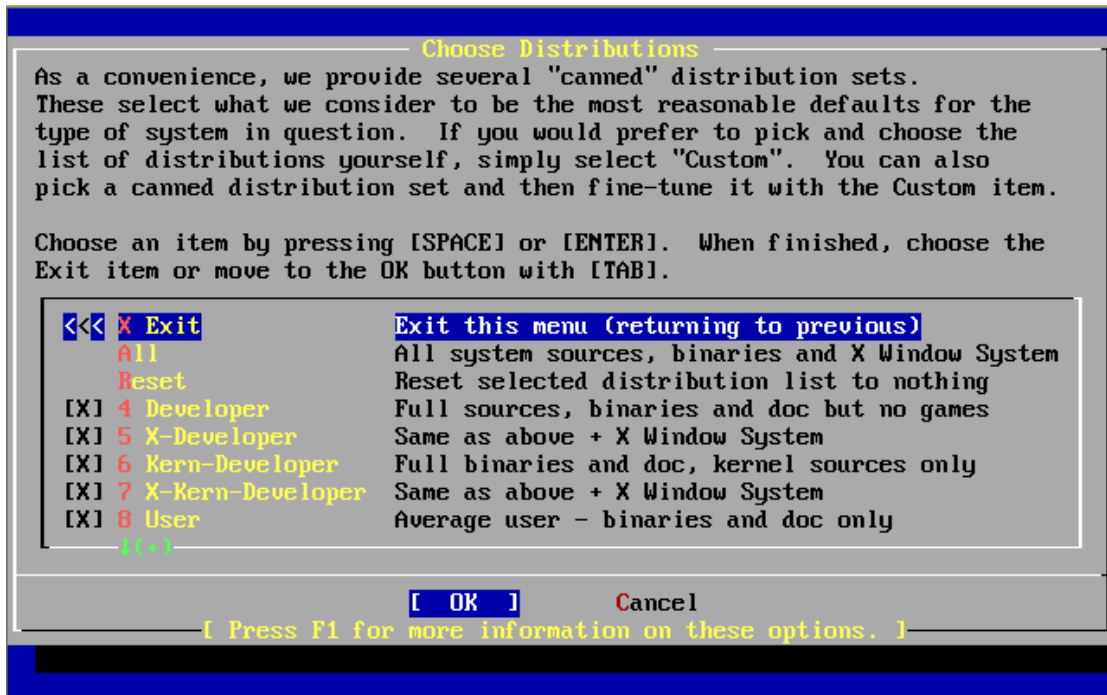 Choose Distributions
As a convenience, we provide several "canned" distribution sets.
These select what we consider to be the most reasonable defaults for the
type of system in question.  If you would prefer to pick and choose the
list of distributions yourself, simply select "Custom".  You can also
pick a canned distribution set and then fine-tune it with the Custom item.
Choose an item by pressing [SPACE] or [ENTER].  When finished, choose the
Exit item or move to the OK button with [TAB].
<<< X Exit Exit this menu (returning to previous)
All All system sources, binaries and X Window System
Reset Reset selected distribution list to nothing
[X] 4 Developer Full sources, binaries and doc but no games
[X] 5 X-Developer Same as above + X Window System
[X] 6 Kern-Developer Full binaries and doc, kernel sources only
[X] 7 X-Kern-Developer Same as above + X Window System
[X] 8 User Average user - binaries and doc only
↓(+)
[ OK ] Cancel
[ Press F1 for more information on these options. ]